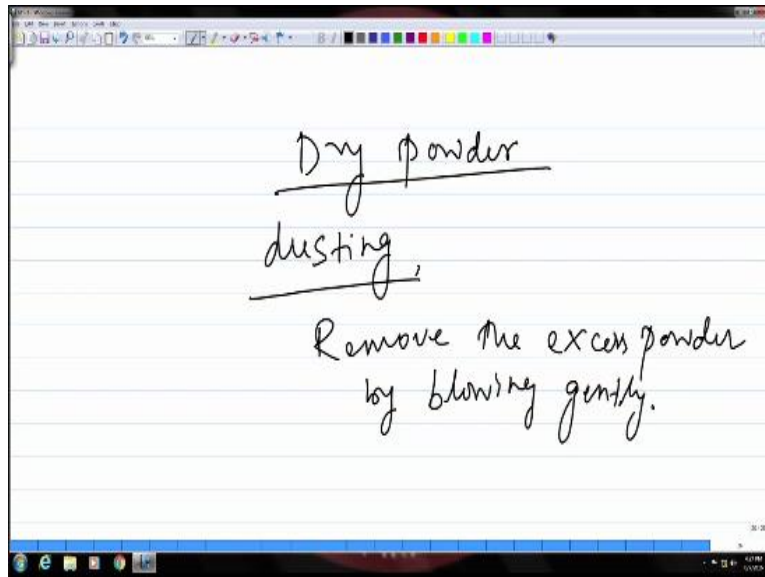 Dry powder
dusting,
Remove the excess powder
by blowing gently.